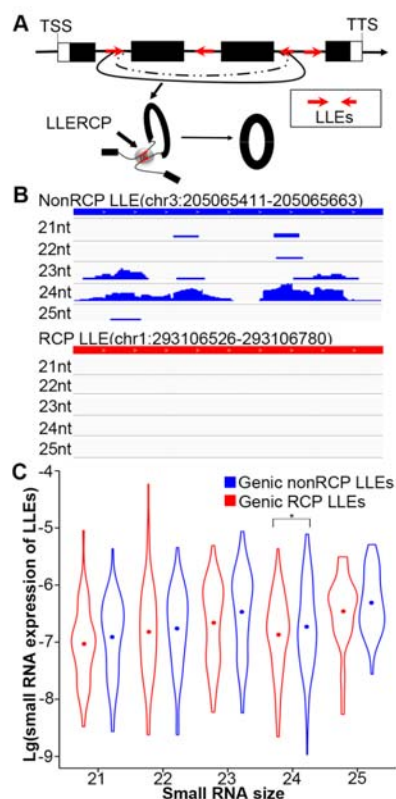 A
TSS
TTS
LLERCP
LLEs
B
NonRCP LLE(chr3:205065411-205065663)
21nt
22nt
23nt
24nt
25nt
RCP LLE(chr1:293106526-293106780)
21nt
22nt
23nt
24nt
25nt
C
Lg(small RNA expression of LLEs)
-4
-5
-6
-7
-8
-9
Genic nonRCP LLEs
Genic RCP LLEs
*
21 22 23 24 25
Small RNA size